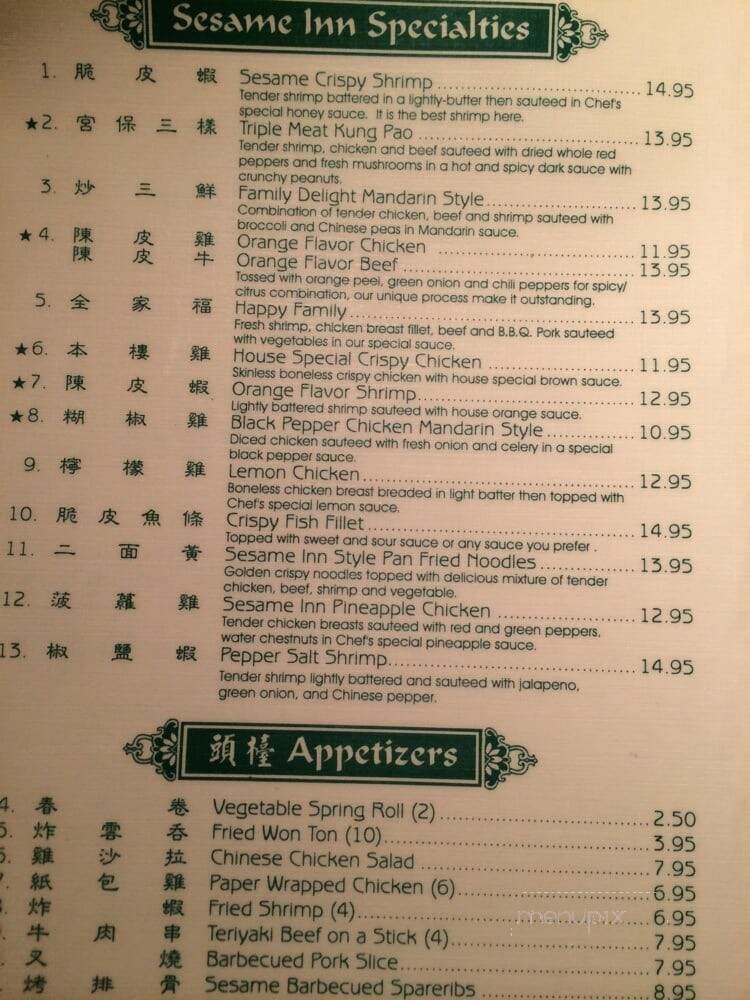 Sesame Inn Specialties
1. 脆皮蝦 Sesame Crispy Shrimp 14.95
Tender shrimp battered in a lightly-butter then sauteed in Chef's
special honey sauce. It is the best shrimp here.
★2. 宮保三樣 Triple Meat Kung Pao 13.95
Tender shrimp, chicken and beef sauteed with dried whole red
peppers and fresh mushrooms in a hot and spicy dark sauce with
crunchy peanuts.
3. 炒三鮮 Family Delight Mandarin Style 13.95
Combination of tender chicken, beef and shrimp sauteed with
broccoli and Chinese peas in Mandarin sauce.
★4. 陳皮雞 Orange Flavor Chicken 11.95
陳皮牛 Orange Flavor Beef 13.95
Tossed with orange peel, green onion and chili peppers for spicy/
citrus combination, our unique process make it outstanding.
5. 全家福 Happy Family 13.95
Fresh shrimp, chicken breast fillet, beef and B.B.Q. Pork sauteed
with vegetables in our special sauce.
★6. 本樓雞 House Special Crispy Chicken 11.95
Skinless boneless crispy chicken with house special brown sauce.
★7. 陳皮蝦 Orange Flavor Shrimp 12.95
Lightly battered shrimp sauteed with house orange sauce.
★8. 糊椒雞 Black Pepper Chicken Mandarin Style 10.95
Diced chicken sauteed with fresh onion and celery in a special
black pepper sauce.
9. 檸檬雞 Lemon Chicken 12.95
Boneless chicken breast breaded in light batter then topped with
Chef's special lemon sauce.
10. 脆皮魚條 Crispy Fish Fillet 14.95
Topped with sweet and sour sauce or any sauce you prefer .
11. 二面黃 Sesame Inn Style Pan Fried Noodles 13.95
Golden crispy noodles topped with delicious mixture of tender
chicken, beef, shrimp and vegetable.
12. 菠蘿雞 Sesame Inn Pineapple Chicken 12.95
Tender chicken breasts sauteed with red and green peppers,
water chestnuts in Chef's special pineapple sauce.
13. 椒鹽蝦 Pepper Salt Shrimp 14.95
Tender shrimp lightly battered and sauteed with jalapeno,
green onion, and Chinese pepper.
頭檯 Appetizers
4. 春卷 Vegetable Spring Roll (2) 2.50
5. 炸雲吞 Fried Won Ton (10) 3.95
6. 雞沙拉 Chinese Chicken Salad 7.95
7. 紙包雞 Paper Wrapped Chicken (6) 6.95
8. 炸蝦 Fried Shrimp (4) 6.95
牛肉串 Teriyaki Beef on a Stick (4) 7.95
叉燒 Barbecued Pork Slice 7.95
烤排骨 Sesame Barbecued Spareribs 8.95
menupix